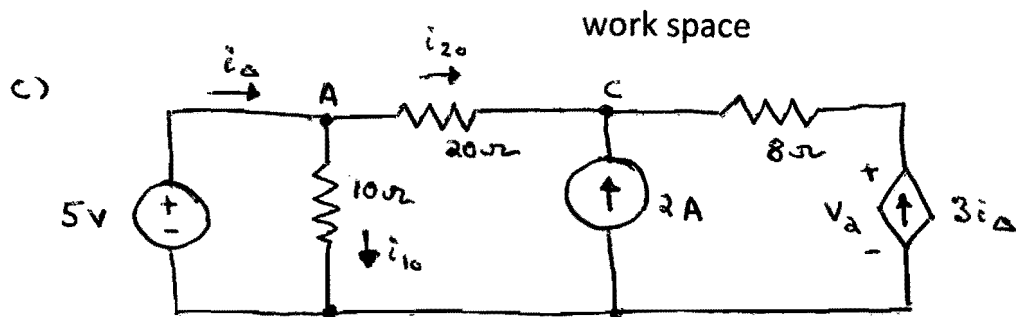 work space
c)
i_Δ
i_20
A
C
20Ω
8Ω
5V
+
-
10Ω
i_10
2A
+
V_2
-
3i_Δ